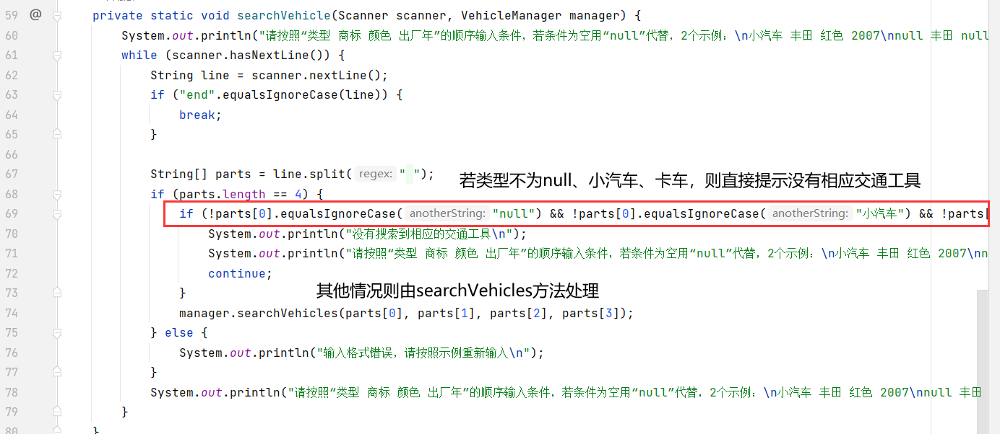 59 @ private static void searchVehicle(Scanner scanner, VehicleManager manager) {
60 System.out.println("请按照“类型 商标 颜色 出厂年”的顺序输入条件，若条件为空用“null”代替，2个示例：\n小汽车 丰田 红色 2007\nnull 丰田 null
61 while (scanner.hasNextLine()) {
62 String line = scanner.nextLine();
63 if ("end".equalsIgnoreCase(line)) {
64 break;
65 }
66
67 String[] parts = line.split( regex: " ");
若类型不为null、小汽车、卡车，则直接提示没有相应交通工具
68 if (parts.length == 4) {
69 if (!parts[0].equalsIgnoreCase( anotherString: "null") && !parts[0].equalsIgnoreCase( anotherString: "小汽车") && !parts[
70 System.out.println("没有搜索到相应的交通工具\n");
71 System.out.println("请按照“类型 商标 颜色 出厂年”的顺序输入条件，若条件为空用“null”代替，2个示例：\n小汽车 丰田 红色 2007\nn
72 continue;
73 }
其他情况则由searchVehicles方法处理
74 manager.searchVehicles(parts[0], parts[1], parts[2], parts[3]);
75 } else {
76 System.out.println("输入格式错误，请按照示例重新输入\n");
77 }
78 System.out.println("请按照“类型 商标 颜色 出厂年”的顺序输入条件，若条件为空用“null”代替，2个示例：\n小汽车 丰田 红色 2007\nnull 丰田
79 }
80 }